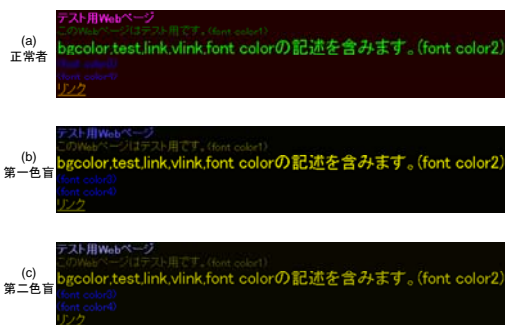 (a)
正常者
テスト用Webページ
このWebページはテスト用です。(font color1)
bgcolor,test,link,vlink,font colorの記述を含みます。(font color2)
(font color3)
(font color4)
リンク
(b)
第一色盲
テスト用Webページ
このWebページはテスト用です。(font color1)
bgcolor,test,link,vlink,font colorの記述を含みます。(font color2)
(font color3)
(font color4)
リンク
(c)
第二色盲
テスト用Webページ
このWebページはテスト用です。(font color1)
bgcolor,test,link,vlink,font colorの記述を含みます。(font color2)
(font color3)
(font color4)
リンク